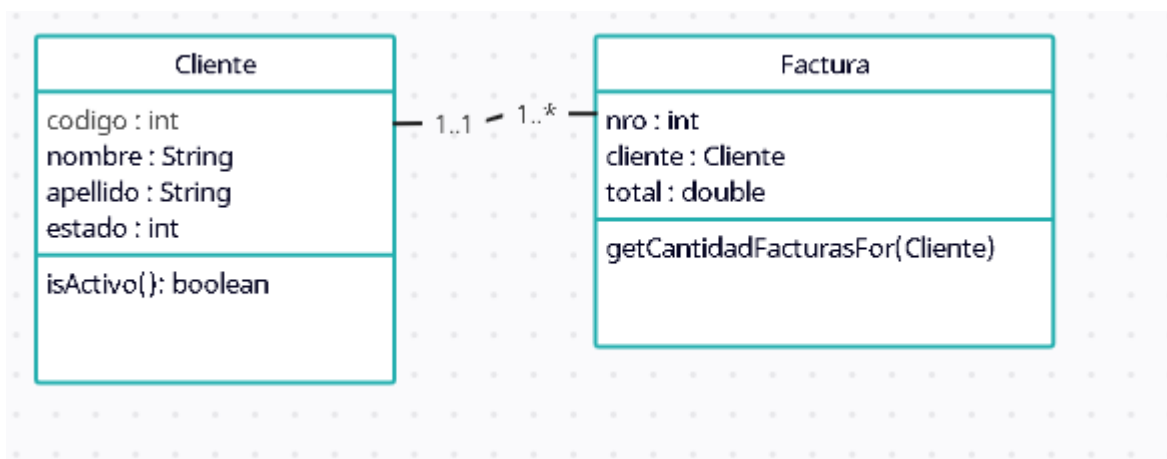 Cliente
codigo : int
nombre : String
apellido : String
estado : int
isActivo(): boolean
1..1
1..*
Factura
nro : int
cliente : Cliente
total : double
getCantidadFacturasFor(Cliente)